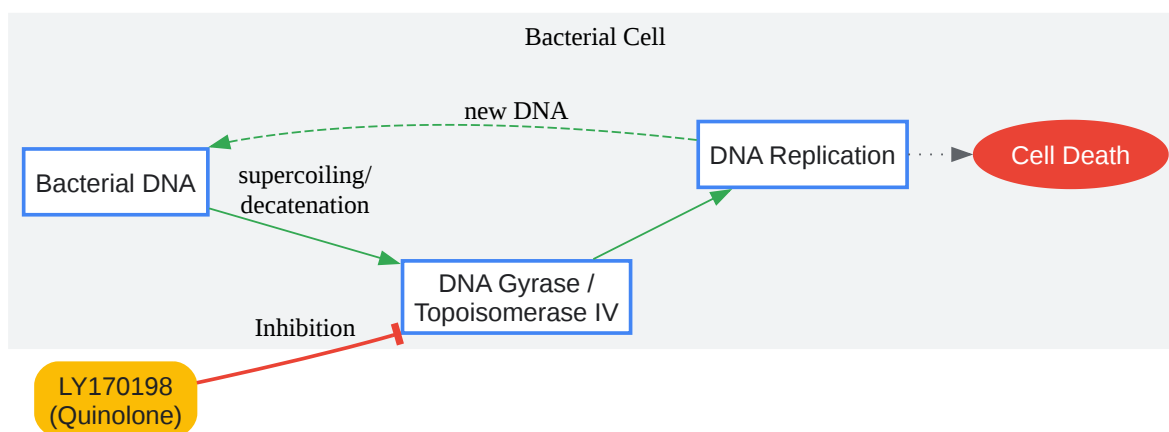 Bacterial Cell
new DNA
Bacterial DNA
supercoiling/
decatenation
DNA Replication
Cell Death
DNA Gyrase /
Topoisomerase IV
Inhibition
LY170198
(Quinolone)